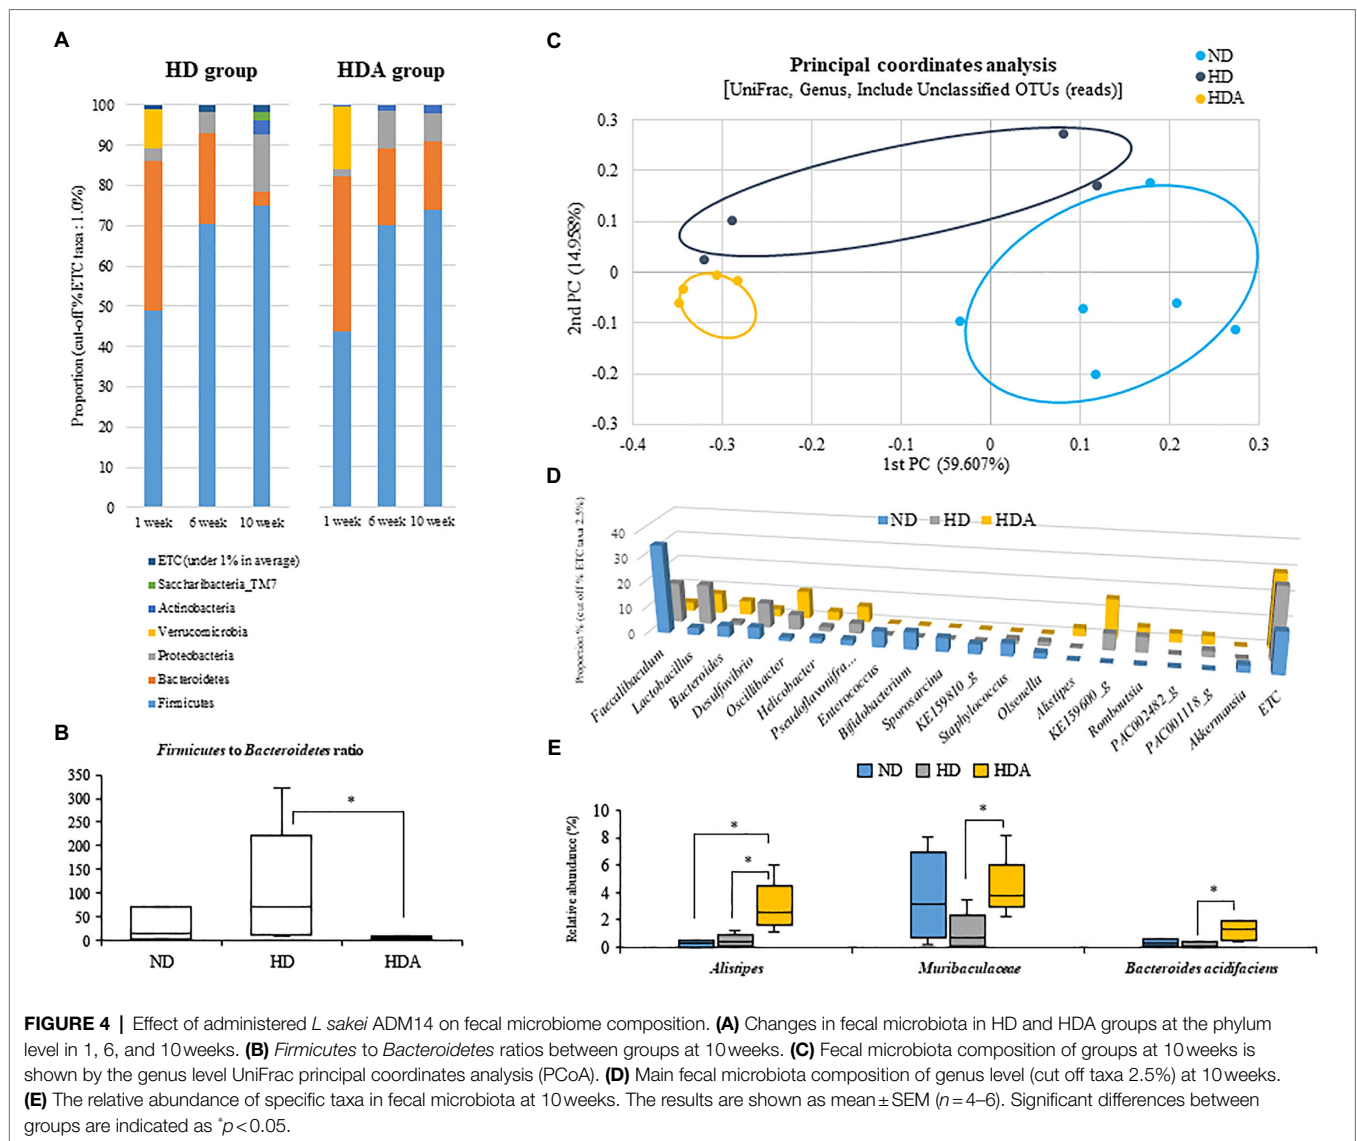 A
HD group
HDA group
Proportion (cut-off % ETC taxa : 1.0%)
100
90
80
70
60
50
40
30
20
10
0
1 week
6 week
10 week
1 week
6 week
10 week
ETC(under 1% in average)
Saccharibacteria_TM7
Actinobacteria
Verrucomicrobia
Proteobacteria
Bacteroidetes
Firmicutes
B
Firmicutes to Bacteroidetes ratio
350
300
250
200
150
100
50
0
*
ND
HD
HDA
C
Principal coordinates analysis
[UniFrac, Genus, Include Unclassified OTUs (reads)]
ND
HD
HDA
2nd PC (14.958%)
0.3
0.2
0.1
0
-0.1
-0.2
-0.3
-0.4
-0.3
-0.2
-0.1
0
0.1
0.2
0.3
1st PC (59.607%)
D
Proportion % (cut off % ETC taxa 2.5%)
ND
HD
HDA
40
30
20
10
0
Faecalibaculum
Lactobacillus
Bacteroides
Desulfovibrio
Oscillibacter
Helicobacter
Pseudoflavonifra...
Enterococcus
Bifidobacterium
Sporosarcina
KE159810_g
Staphylococcus
Olsenella
Alistipes
KE159600_g
Romboutsia
PAC002482_g
PAC001118_g
Akkermansia
ETC
E
ND
HD
HDA
Relative abundance (%)
10
8
6
4
2
0
*
*
*
*
Alistipes
Muribaculaceae
Bacteroides acidifaciens
FIGURE 4 | Effect of administered L sakei ADM14 on fecal microbiome composition. (A) Changes in fecal microbiota in HD and HDA groups at the phylum
level in 1, 6, and 10 weeks. (B) Firmicutes to Bacteroidetes ratios between groups at 10 weeks. (C) Fecal microbiota composition of groups at 10 weeks is
shown by the genus level UniFrac principal coordinates analysis (PCoA). (D) Main fecal microbiota composition of genus level (cut off taxa 2.5%) at 10 weeks.
(E) The relative abundance of specific taxa in fecal microbiota at 10 weeks. The results are shown as mean ± SEM (n = 4–6). Significant differences between
groups are indicated as *p < 0.05.